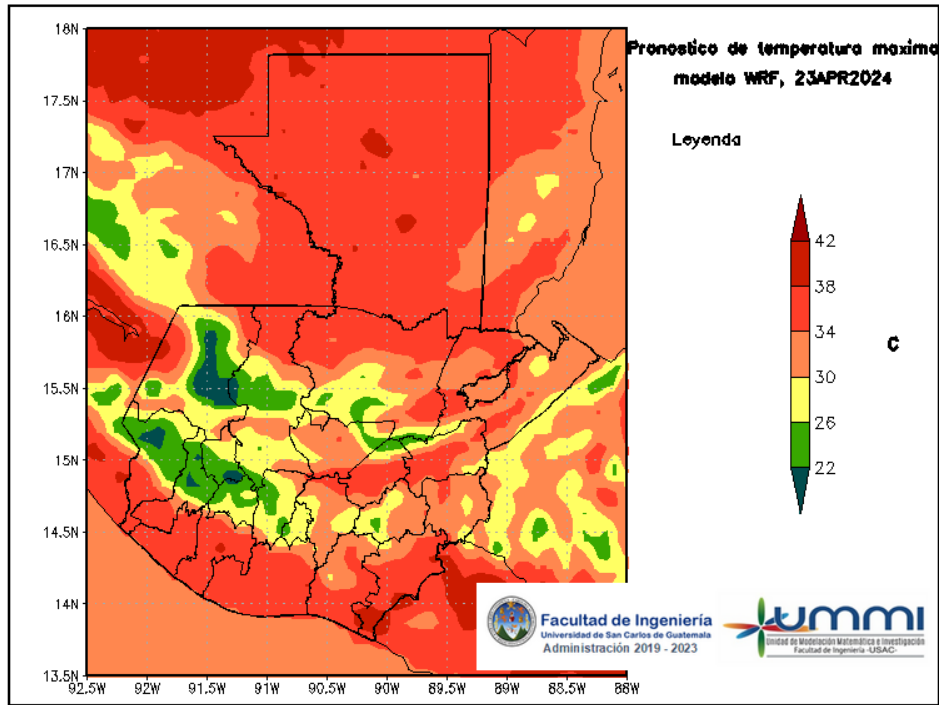 Pronostico de temperatura maxima
modelo WRF, 23APR2024
Leyenda
42
38
34
30
26
22
C
18N
17.5N
17N
16.5N
16N
15.5N
15N
14.5N
14N
13.5N
92.5W
92W
91.5W
91W
90.5W
90W
89.5W
89W
88.5W
88W
Facultad de Ingeniería
Universidad de San Carlos de Guatemala
Administración 2019 - 2023
ummi
Unidad de Modelación Matemática e Investigación
Facultad de Ingeniería -USAC-